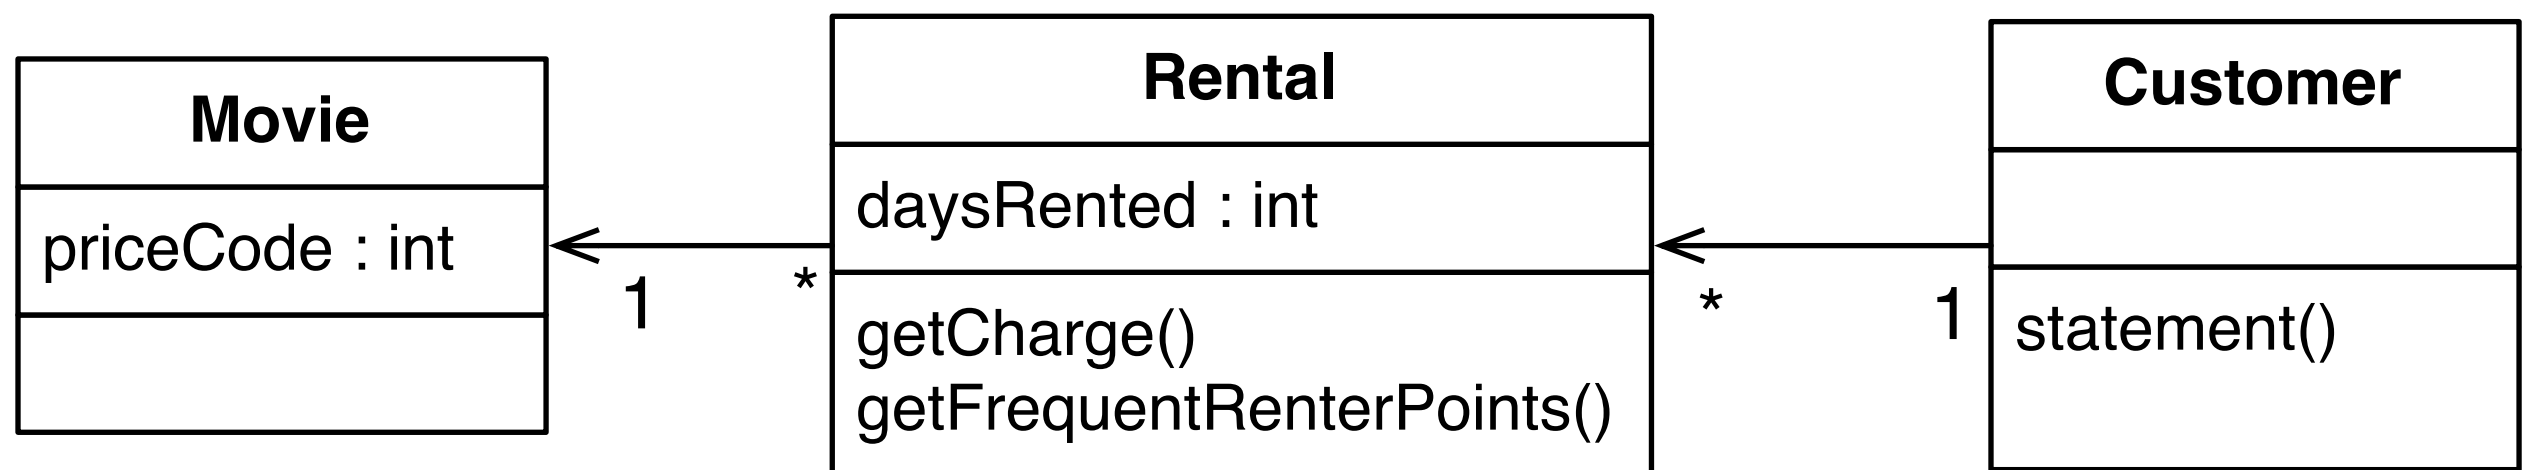 Movie
priceCode : int
1
*
Rental
daysRented : int
getCharge()
getFrequentRenterPoints()
*
1
Customer
statement()